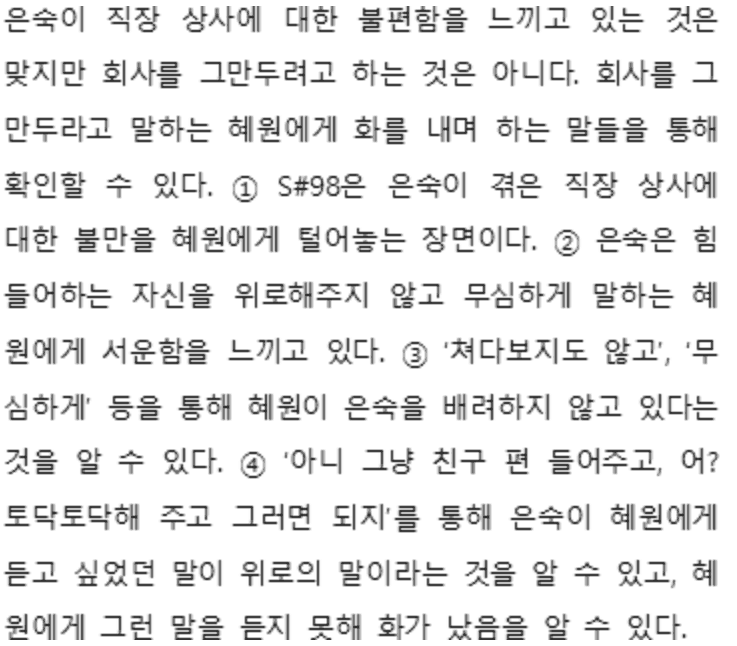 은숙이 직장 상사에 대한 불편함을 느끼고 있는 것은
맞지만 회사를 그만두려고 하는 것은 아니다. 회사를 그
만두라고 말하는 혜원에게 화를 내며 하는 말들을 통해
확인할 수 있다. ① S#98은 은숙이 겪은 직장 상사에
대한 불만을 혜원에게 털어놓는 장면이다. ② 은숙은 힘
들어하는 자신을 위로해주지 않고 무심하게 말하는 혜
원에게 서운함을 느끼고 있다. ③ '쳐다보지도 않고', '무
심하게' 등을 통해 혜원이 은숙을 배려하지 않고 있다는
것을 알 수 있다. ④ '아니 그냥 친구 편 들어주고, 어?
토닥토닥해 주고 그러면 되지'를 통해 은숙이 혜원에게
듣고 싶었던 말이 위로의 말이라는 것을 알 수 있고, 혜
원에게 그런 말을 듣지 못해 화가 났음을 알 수 있다.